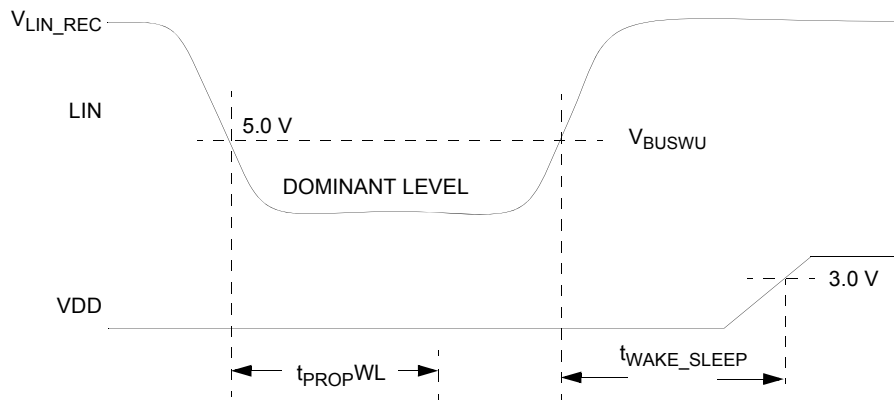 VLIN_REC
LIN
5.0 V
VBUSWU
DOMINANT LEVEL
3.0 V
VDD
tPROPWL
tWAKE_SLEEP